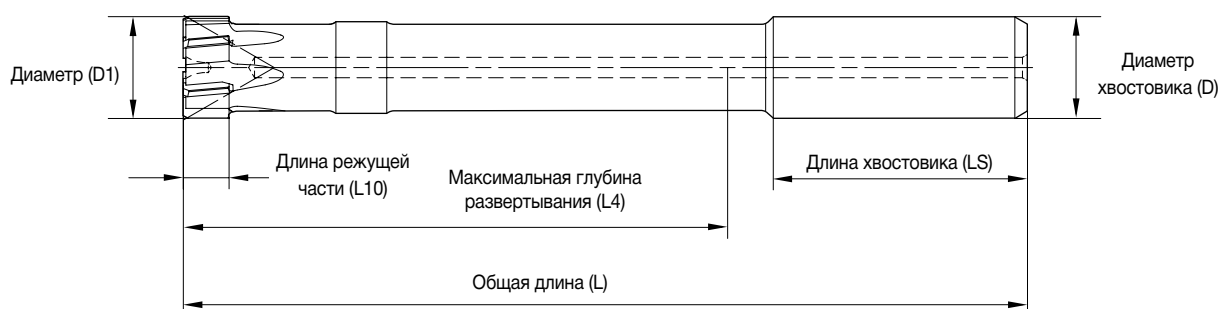 Диаметр (D1)
Диаметр
хвостовика (D)
Длина режущей
части (L10)
Максимальная глубина
развертывания (L4)
Длина хвостовика (LS)
Общая длина (L)